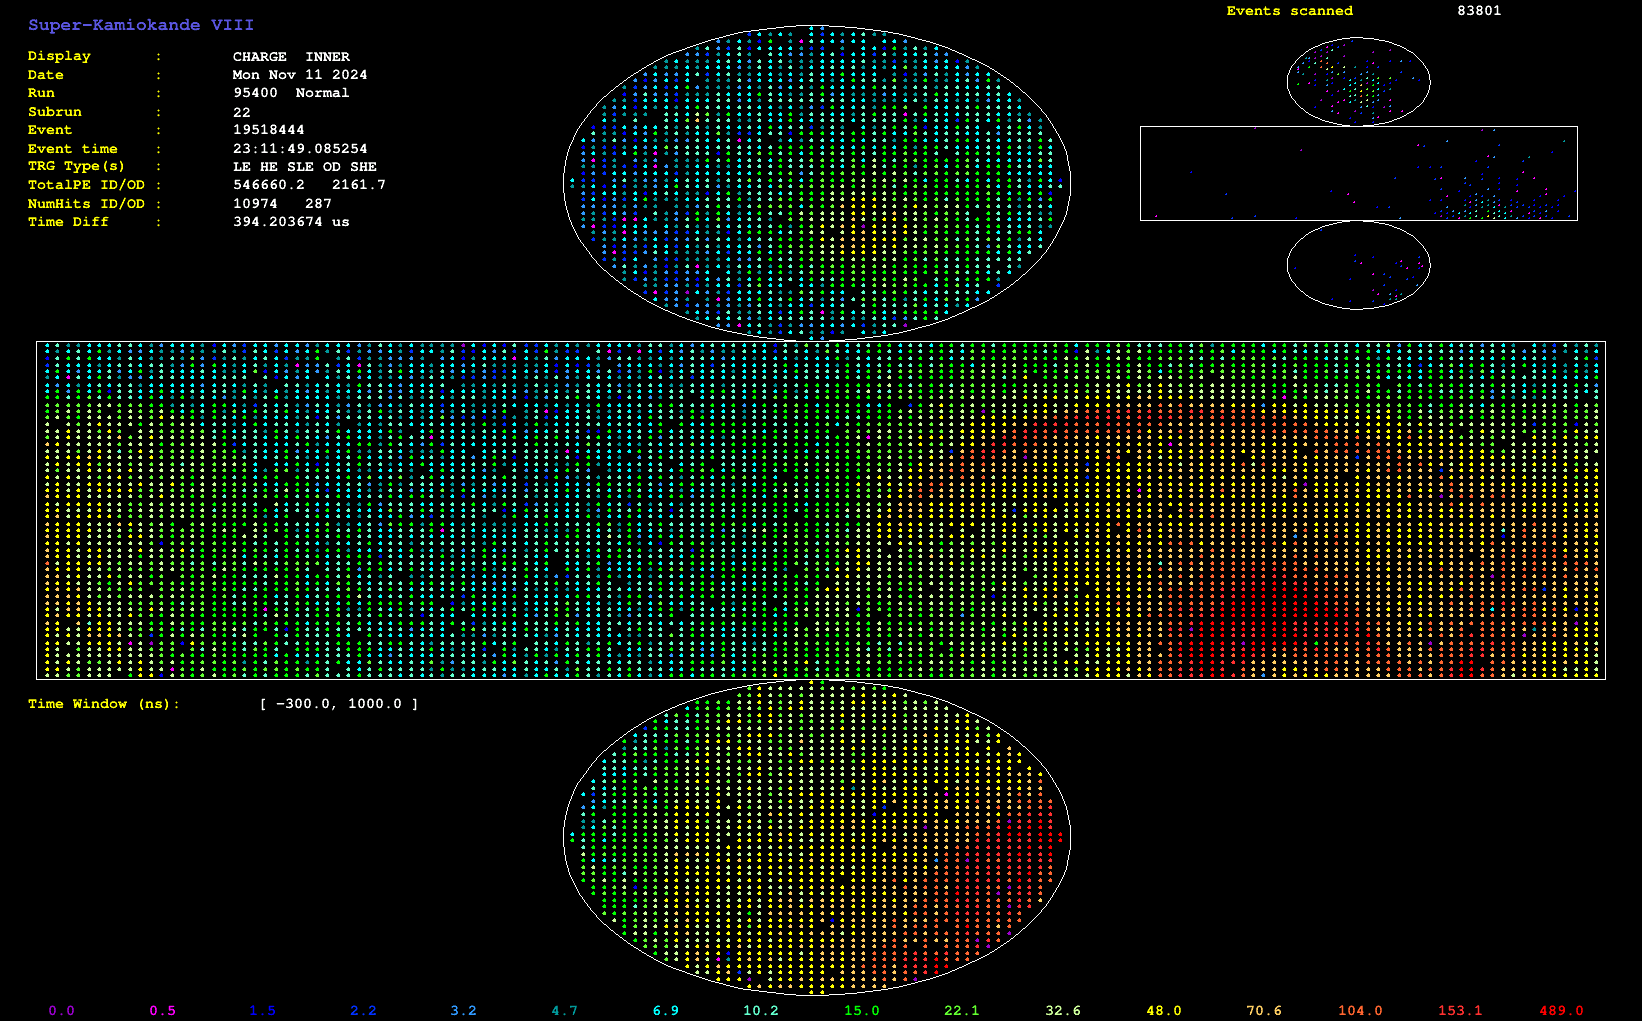 Super-Kamiokande VIII
Events scanned 83801
Display : CHARGE INNER
Date : Mon Nov 11 2024
Run : 95400 Normal
Subrun : 22
Event : 19518444
Event time : 23:11:49.085254
TRG Type(s) : LE HE SLE OD SHE
TotalPE ID/OD : 546660.2 2161.7
NumHits ID/OD : 10974 287
Time Diff : 394.203674 us
Time Window (ns): [ -300.0, 1000.0 ]
0.0 0.5 1.5 2.2 3.2 4.7 6.9 10.2 15.0 22.1 32.6 48.0 70.6 104.0 153.1 489.0